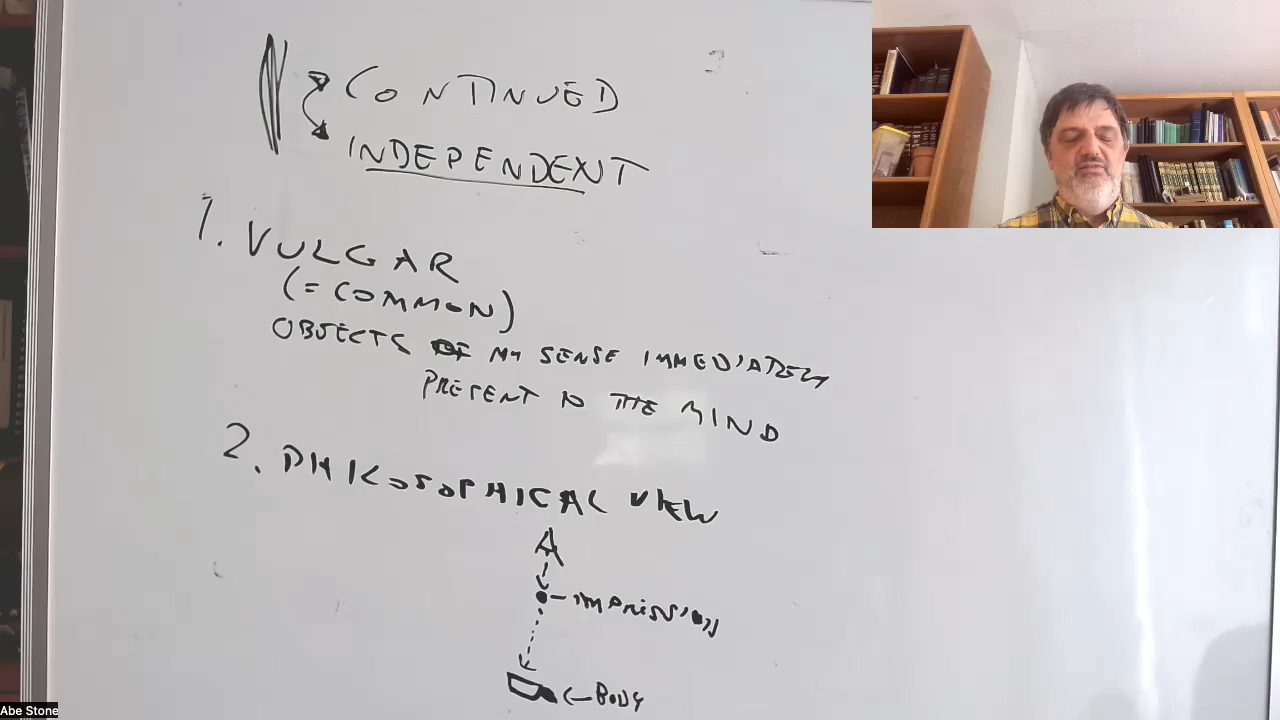 CONTINUED
INDEPENDENT
1. VULGAR
(= COMMON)
OBJECTS OF MY SENSE IMMEDIATELY
PRESENT TO THE MIND
2. PHILOSOPHICAL VIEW
A
IMPRESSION
BODY
Abe Stone